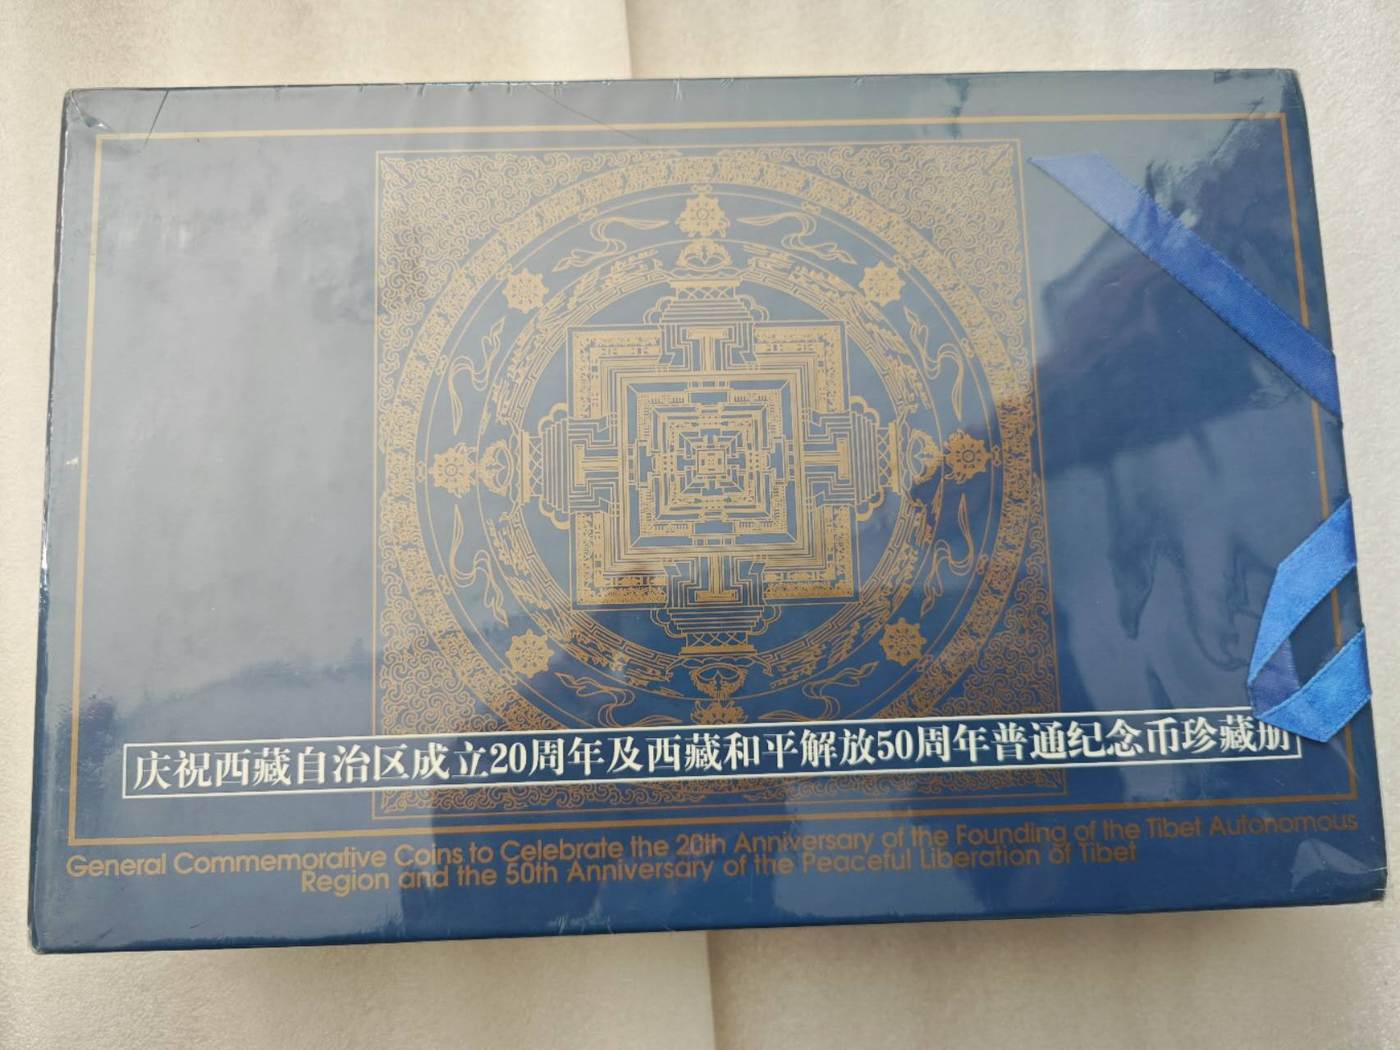 庆祝西藏自治区成立20周年及西藏和平解放50周年普通纪念币珍藏册
General Commemorative Coins to Celebrate the 20th Anniversary of the Founding of the Tibet Autonomous
Region and the 50th Anniversary of the Peaceful Liberation of Tibet